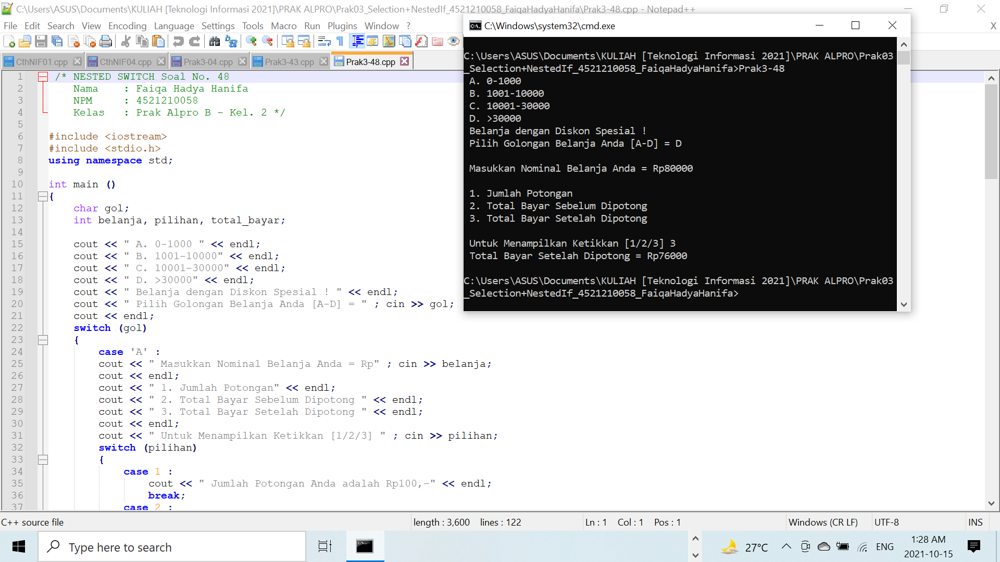 C:\Users\ASUS\Documents\KULIAH [Teknologi Informasi 2021]\PRAK ALPRO\Prak03_Selection+NestedIf_4521210058_FaiqaHadyaHanifa\Prak3-48.cpp - Notepad++
File Edit Search View Encoding Language Settings Tools Macro Run Plugins Window ? X
CthNIF01.cpp CthNIF04.cpp Prak3-04.cpp Prak3-43.cpp Prak3-48.cpp
1 /* NESTED SWITCH Soal No. 48
2 Nama : Faiqa Hadya Hanifa
3 NPM : 4521210058
4 Kelas : Prak Alpro B - Kel. 2 */
5
6 #include <iostream>
7 #include <stdio.h>
8 using namespace std;
9
10 int main ()
11 {
12 char gol;
13 int belanja, pilihan, total_bayar;
14
15 cout << " A. 0-1000 " << endl;
16 cout << " B. 1001-10000" << endl;
17 cout << " C. 10001-30000" << endl;
18 cout << " D. >30000" << endl;
19 cout << " Belanja dengan Diskon Spesial ! " << endl;
20 cout << " Pilih Golongan Belanja Anda [A-D] = " ; cin >> gol;
21 cout << endl;
22 switch (gol)
23 {
24 case 'A' :
25 cout << " Masukkan Nominal Belanja Anda = Rp" ; cin >> belanja;
26 cout << endl;
27 cout << " 1. Jumlah Potongan" << endl;
28 cout << " 2. Total Bayar Sebelum Dipotong " << endl;
29 cout << " 3. Total Bayar Setelah Dipotong " << endl;
30 cout << endl;
31 cout << " Untuk Menampilkan Ketikkan [1/2/3] " ; cin >> pilihan;
32 switch (pilihan)
33 {
34 case 1 :
35 cout << " Jumlah Potongan Anda adalah Rp100,-" << endl;
36 break;
37 case 2 :
C:\Windows\system32\cmd.exe
C:\Users\ASUS\Documents\KULIAH [Teknologi Informasi 2021]\PRAK ALPRO\Prak03
_Selection+NestedIf_4521210058_FaiqaHadyaHanifa>Prak3-48
A. 0-1000
B. 1001-10000
C. 10001-30000
D. >30000
Belanja dengan Diskon Spesial !
Pilih Golongan Belanja Anda [A-D] = D
Masukkan Nominal Belanja Anda = Rp80000
1. Jumlah Potongan
2. Total Bayar Sebelum Dipotong
3. Total Bayar Setelah Dipotong
Untuk Menampilkan Ketikkan [1/2/3] 3
Total Bayar Setelah Dipotong = Rp76000
C:\Users\ASUS\Documents\KULIAH [Teknologi Informasi 2021]\PRAK ALPRO\Prak03
_Selection+NestedIf_4521210058_FaiqaHadyaHanifa>
C++ source file length : 3,600 lines : 122 Ln : 1 Col : 1 Pos : 1 Windows (CR LF) UTF-8 INS
Type here to search 27°C ENG 1:28 AM
2021-10-15